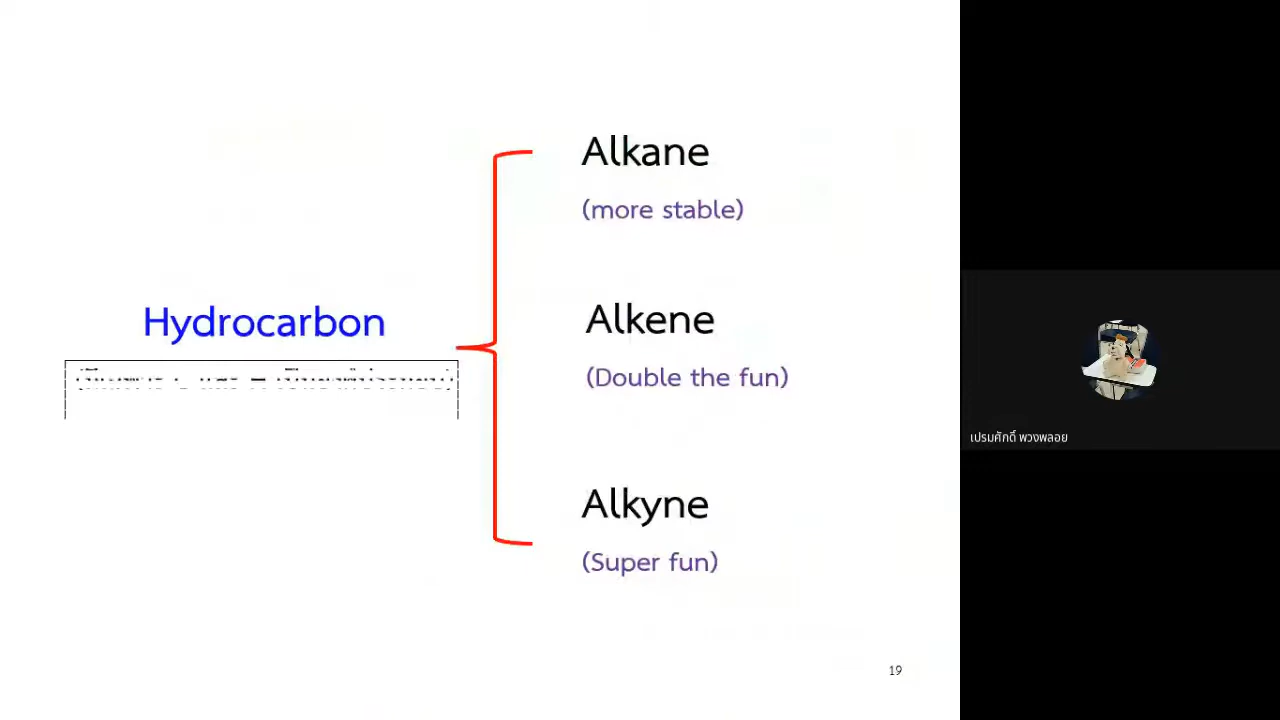 Alkane
(more stable)
Hydrocarbon
Alkene
(Double the fun)
Alkyne
(Super fun)
19
เปรมศักดิ์ พวงพลอย